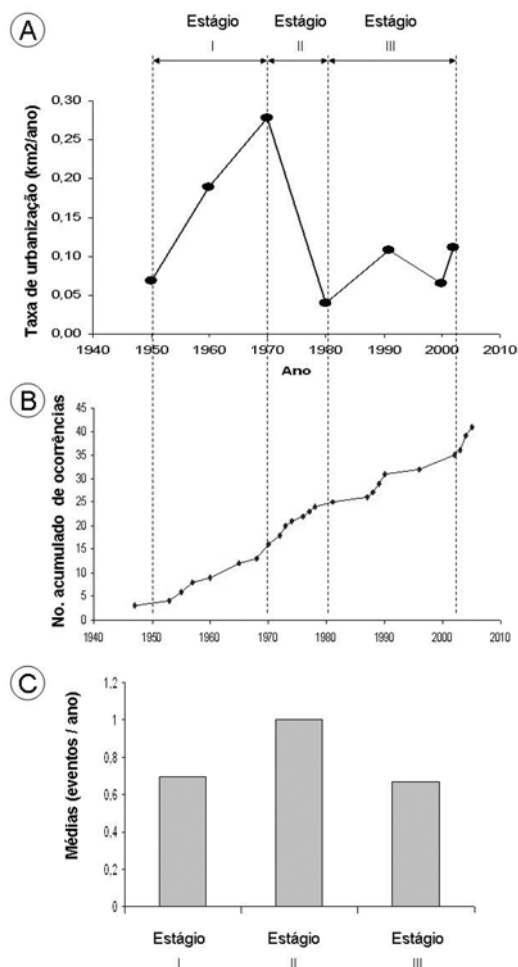 A
Estágio Estágio Estágio
I II III
Taxa de urbanização (km2/ano)
0,30
0,25
0,20
0,15
0,10
0,05
0,00
1940 1950 1960 1970 1980 1990 2000 2010
Ano
B
No. acumulado de ocorrências
45
40
35
30
25
20
15
10
5
0
1940 1950 1960 1970 1980 1990 2000 2010
C
Médias (eventos / ano)
1,2
1
0,8
0,6
0,4
0,2
0
Estágio Estágio Estágio
I II III